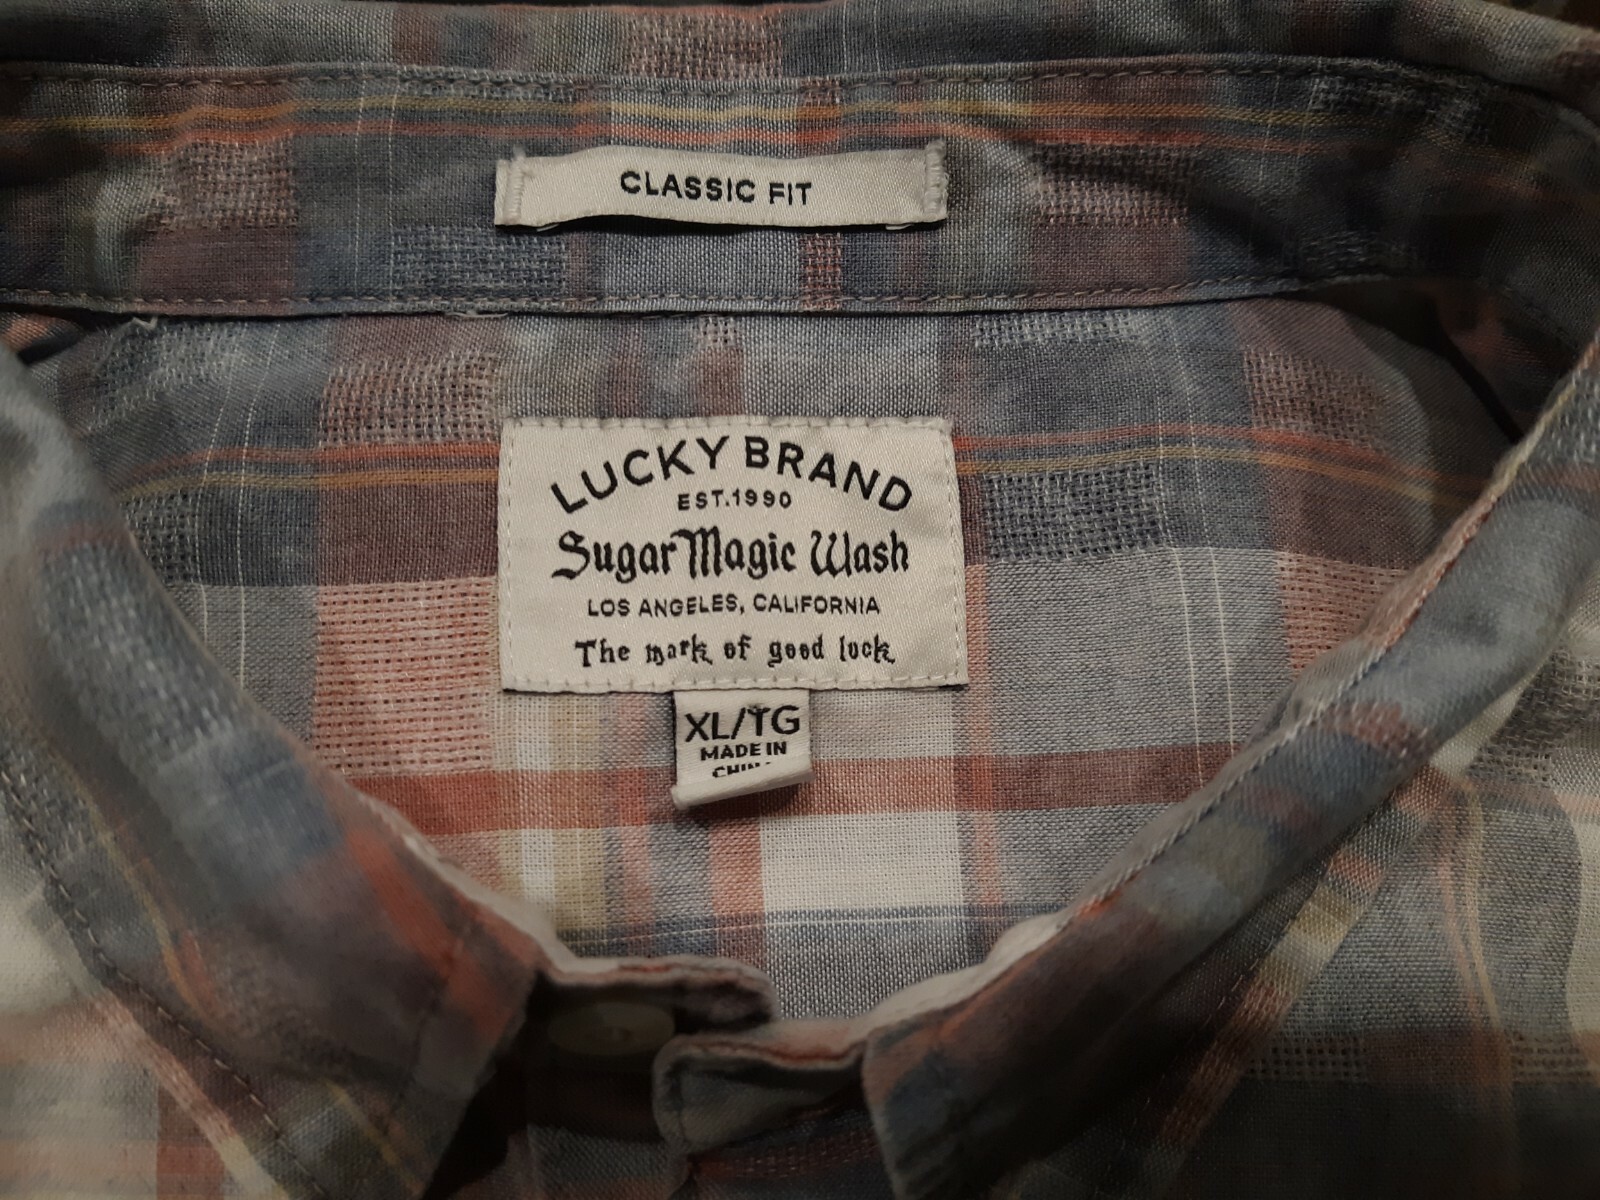 CLASSIC FIT
LUCKY BRAND
EST.1990
Sugar Magic Wash
LOS ANGELES, CALIFORNIA
The mark of good luck
XL/TG
MADE IN
CHINA